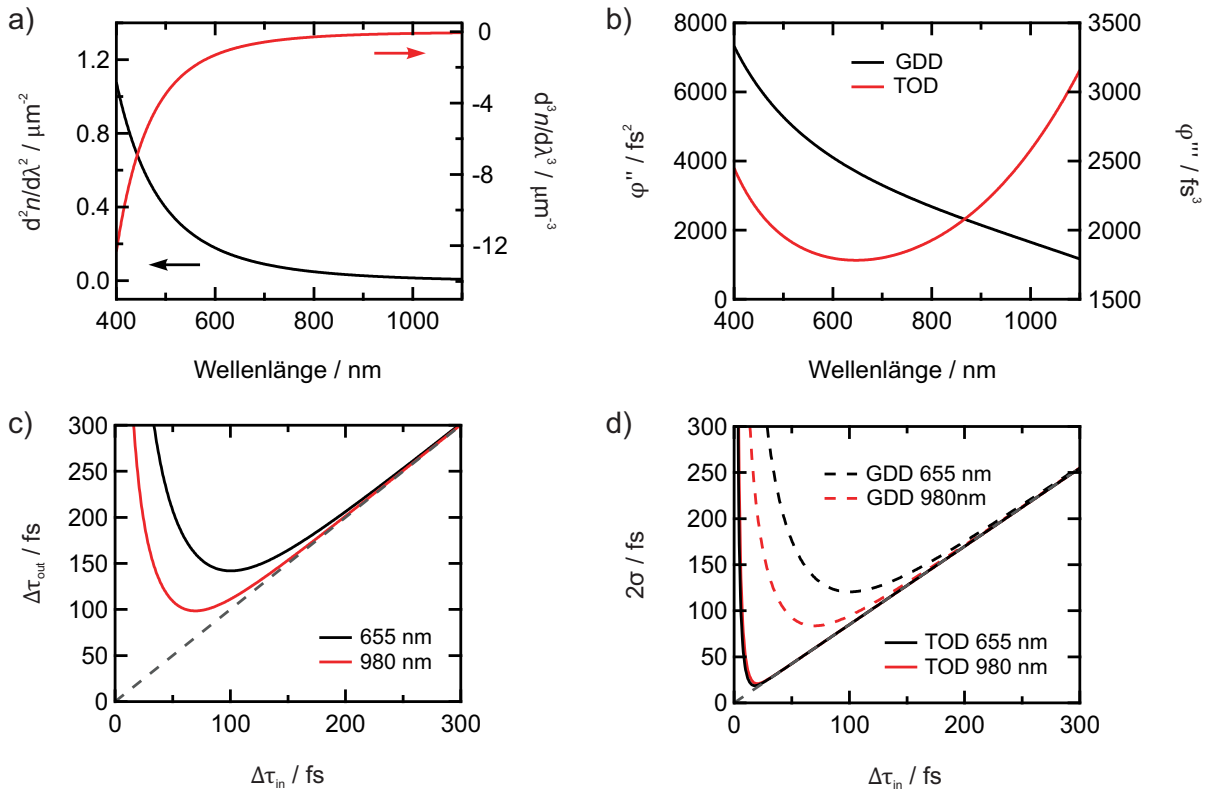 a)
1.2
0.8
0.4
0.0
d²n/dλ² / µm⁻²
0
-4
-8
-12
d³n/dλ³ / µm⁻³
400
600
800
1000
Wellenlänge / nm
b)
8000
6000
4000
2000
0
φ'' / fs²
GDD
TOD
3500
3000
2500
2000
1500
φ''' / fs³
400
600
800
1000
Wellenlänge / nm
c)
300
250
200
150
100
50
0
Δτout / fs
655 nm
980 nm
0
100
200
300
Δτin / fs
d)
300
250
200
150
100
50
0
2σ / fs
GDD 655 nm
GDD 980nm
TOD 655 nm
TOD 980 nm
0
100
200
300
Δτin / fs